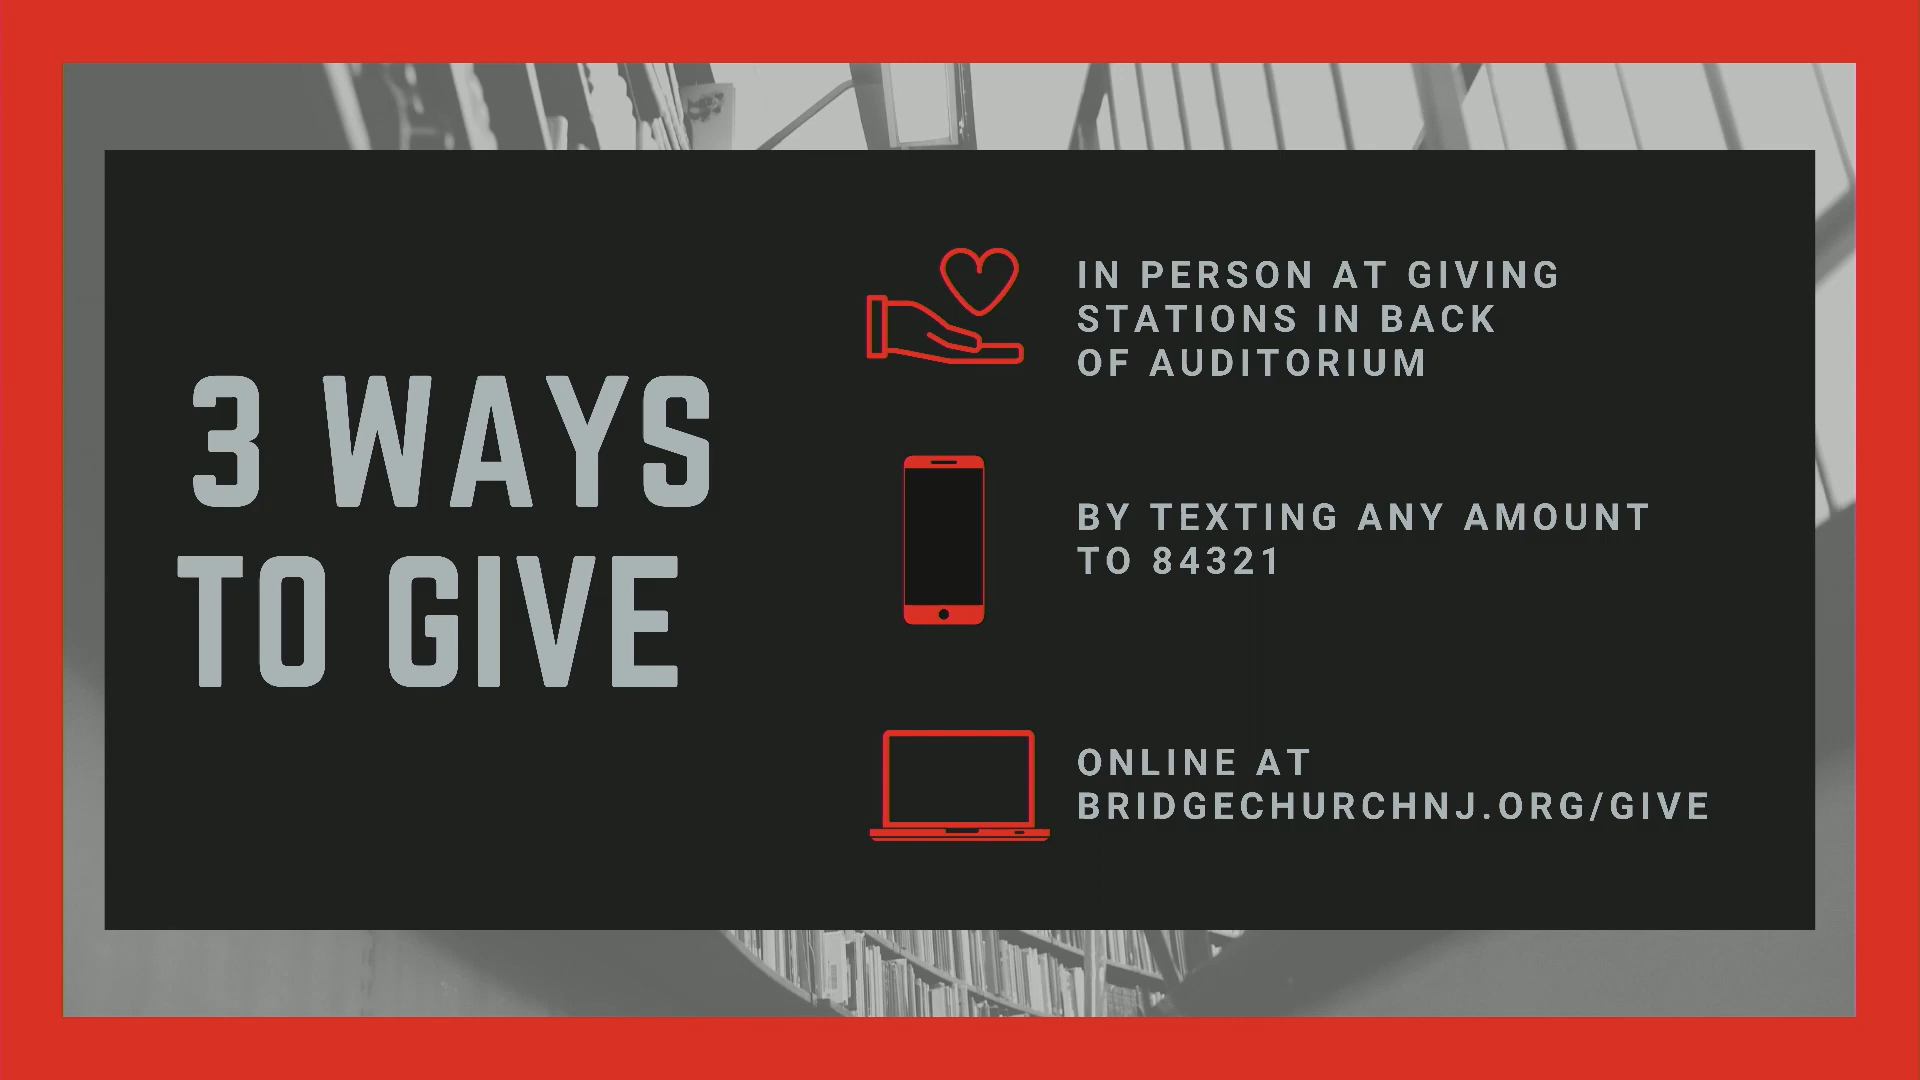 3 WAYS
TO GIVE
IN PERSON AT GIVING
STATIONS IN BACK
OF AUDITORIUM
BY TEXTING ANY AMOUNT
TO 84321
ONLINE AT
BRIDGECHURCHNJ.ORG/GIVE